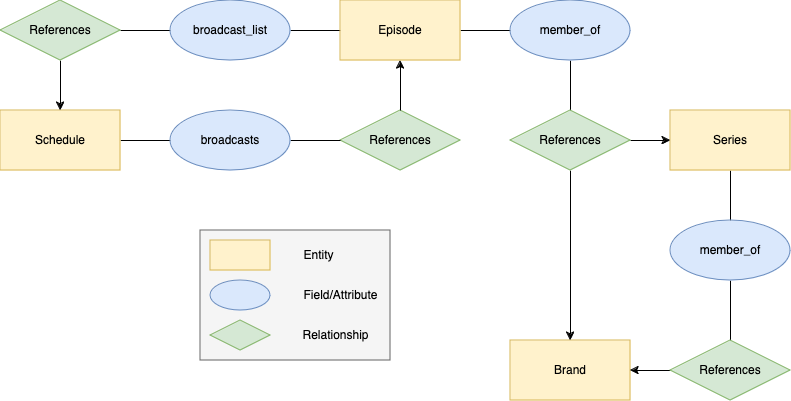 References
broadcast_list
Episode
member_of
Schedule
broadcasts
References
References
Series
member_of
Entity
Field/Attribute
Relationship
Brand
References